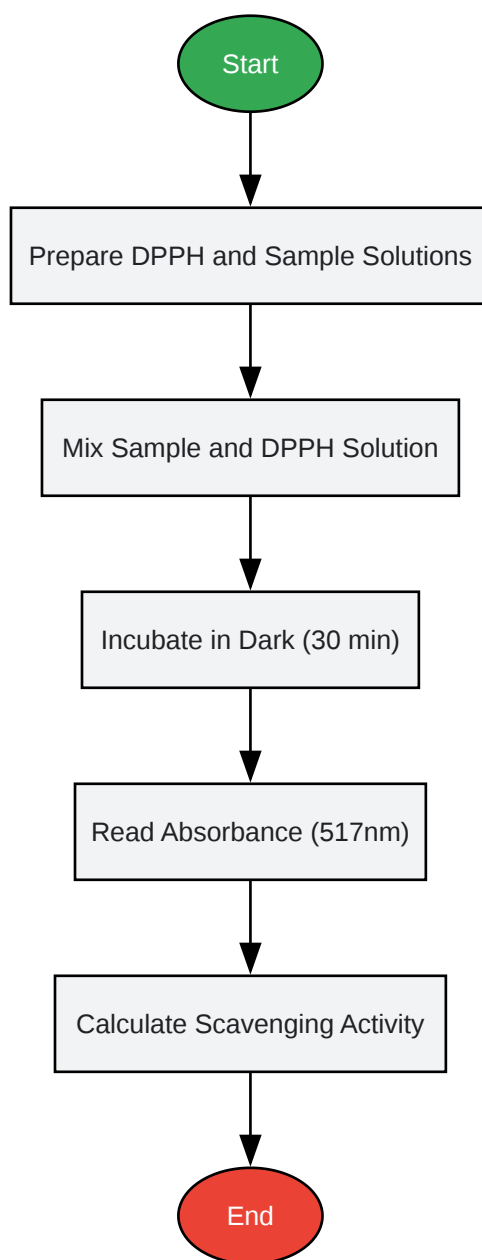 Start
Prepare DPPH and Sample Solutions
Mix Sample and DPPH Solution
Incubate in Dark (30 min)
Read Absorbance (517nm)
Calculate Scavenging Activity
End